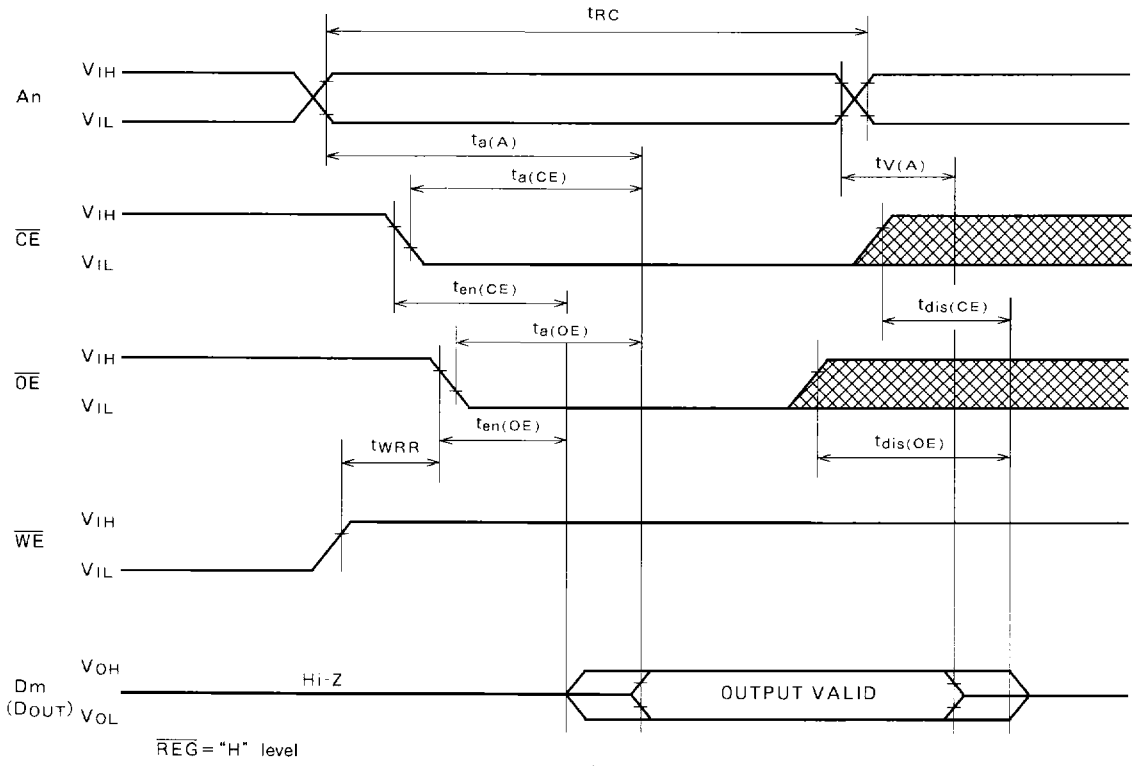 tRC
VIH
An
VIL
ta(A)
tV(A)
ta(CE)
VIH
CE
VIL
ten(CE)
tdis(CE)
ta(OE)
VIH
OE
VIL
ten(OE)
tdis(OE)
tWRR
VIH
WE
VIL
VOH
Hi-Z
Dm
OUTPUT VALID
(DOUT)
VOL
REG = "H" level